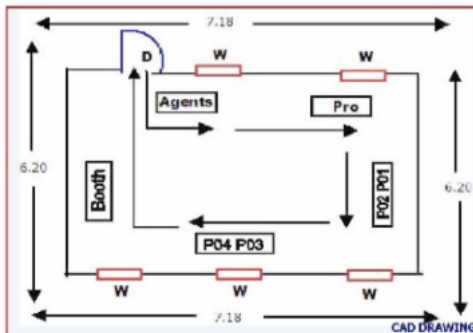 7.18
D
W
W
Agents
Pro
6.20
Booth
P02 P01
6.20
P04 P03
W
W
W
7.18
CAD DRAWING